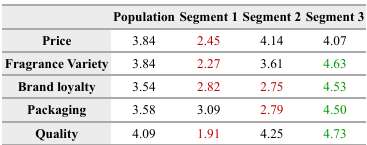 Population Segment 1 Segment 2 Segment 3
Price 3.84 2.45 4.14 4.07
Fragrance Variety 3.84 2.27 3.61 4.63
Brand loyalty 3.54 2.82 2.75 4.53
Packaging 3.58 3.09 2.79 4.50
Quality 4.09 1.91 4.25 4.73